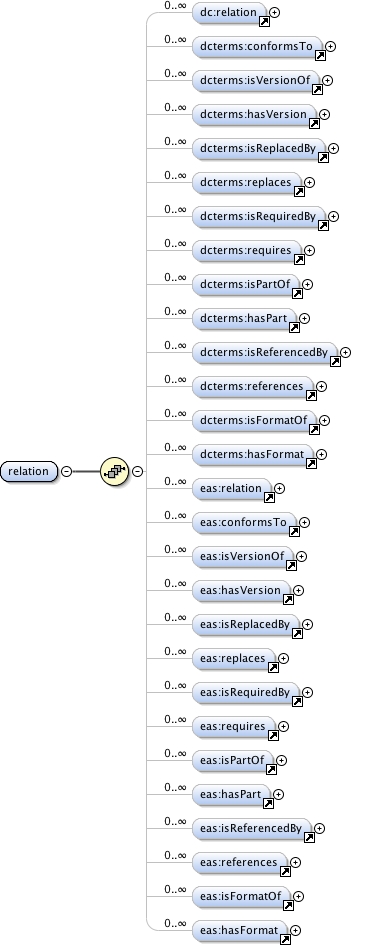 0..∞ dc:relation
0..∞ dcterms:conformsTo
0..∞ dcterms:isVersionOf
0..∞ dcterms:hasVersion
0..∞ dcterms:isReplacedBy
0..∞ dcterms:replaces
0..∞ dcterms:isRequiredBy
0..∞ dcterms:requires
0..∞ dcterms:isPartOf
0..∞ dcterms:hasPart
0..∞ dcterms:isReferencedBy
0..∞ dcterms:references
0..∞ dcterms:isFormatOf
0..∞ dcterms:hasFormat
relation
0..∞ eas:relation
0..∞ eas:conformsTo
0..∞ eas:isVersionOf
0..∞ eas:hasVersion
0..∞ eas:isReplacedBy
0..∞ eas:replaces
0..∞ eas:isRequiredBy
0..∞ eas:requires
0..∞ eas:isPartOf
0..∞ eas:hasPart
0..∞ eas:isReferencedBy
0..∞ eas:references
0..∞ eas:isFormatOf
0..∞ eas:hasFormat